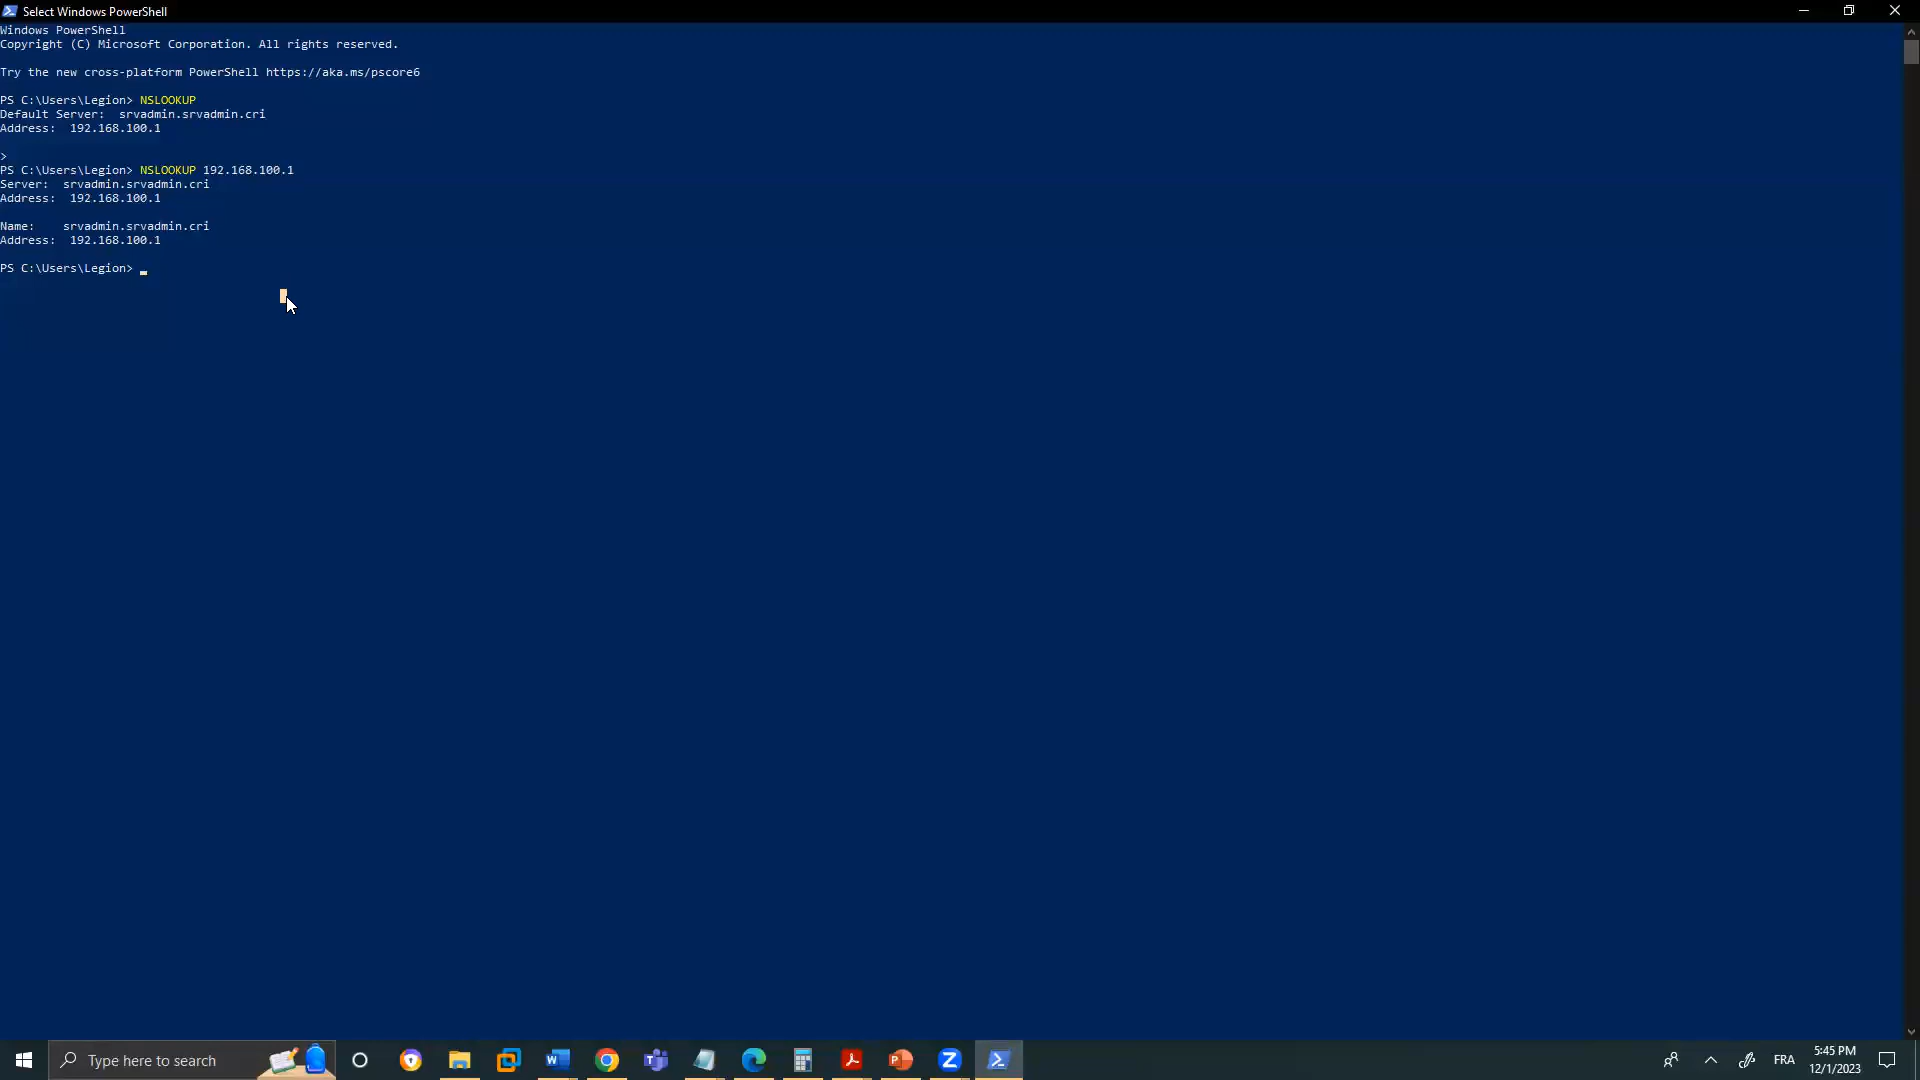 Select Windows PowerShell
Windows PowerShell
Copyright (C) Microsoft Corporation. All rights reserved.
Try the new cross-platform PowerShell https://aka.ms/pscore6
PS C:\Users\Legion> NSLOOKUP
Default Server:  srvadmin.srvadmin.cri
Address:  192.168.100.1
>
PS C:\Users\Legion> NSLOOKUP 192.168.100.1
Server:  srvadmin.srvadmin.cri
Address:  192.168.100.1
Name:    srvadmin.srvadmin.cri
Address:  192.168.100.1
PS C:\Users\Legion>
Type here to search
FRA
5:45 PM
12/1/2023